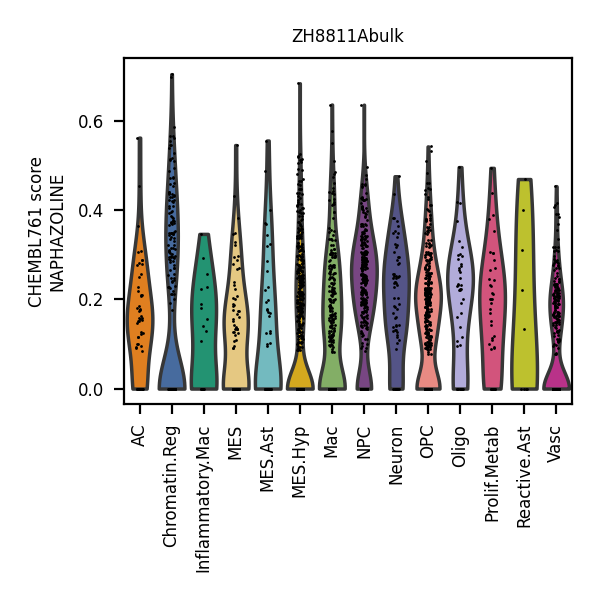 ZH8811Abulk
CHEMBL761 score
NAPHAZOLINE
0.6
0.4
0.2
0.0
AC
Chromatin.Reg
Inflammatory.Mac
MES
MES.Ast
MES.Hyp
Mac
NPC
Neuron
OPC
Oligo
Prolif.Metab
Reactive.Ast
Vasc